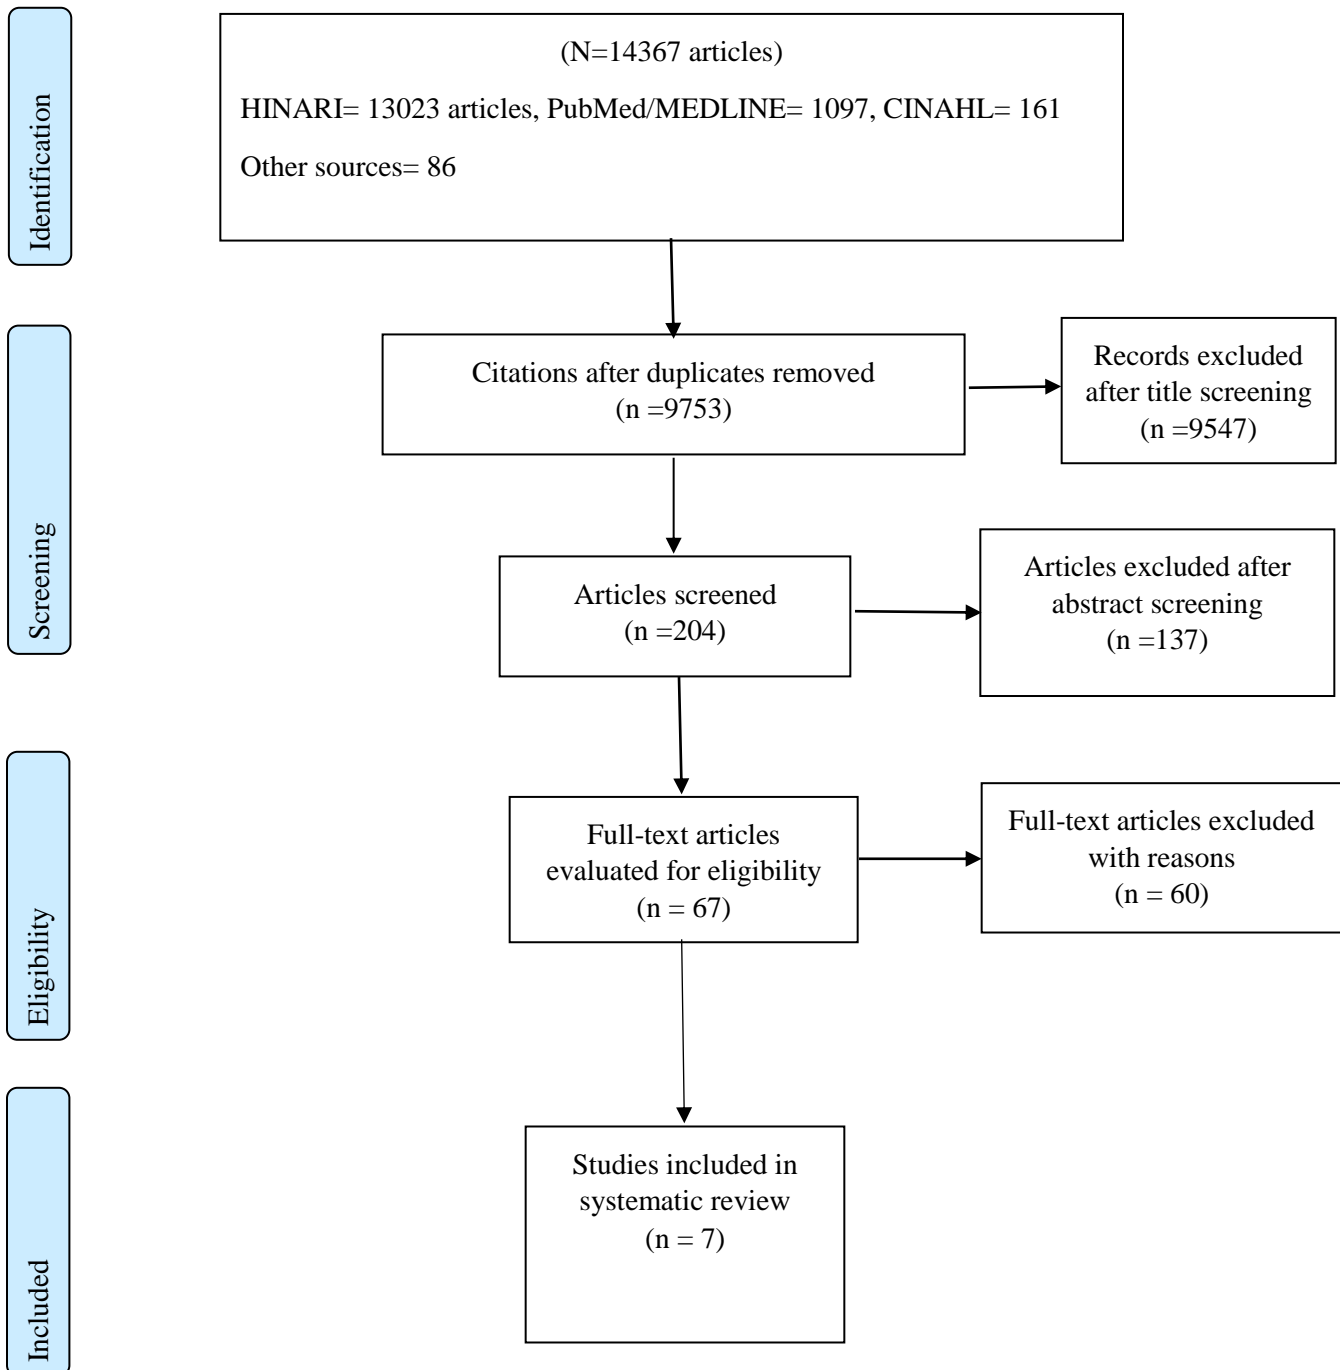 Identification
(N=14367 articles)
HINARI= 13023 articles, PubMed/MEDLINE= 1097, CINAHL= 161
Other sources= 86
Screening
Citations after duplicates removed
(n =9753)
Records excluded
after title screening
(n =9547)
Articles screened
(n =204)
Articles excluded after
abstract screening
(n =137)
Eligibility
Full-text articles
evaluated for eligibility
(n = 67)
Full-text articles excluded
with reasons
(n = 60)
Included
Studies included in
systematic review
(n = 7)